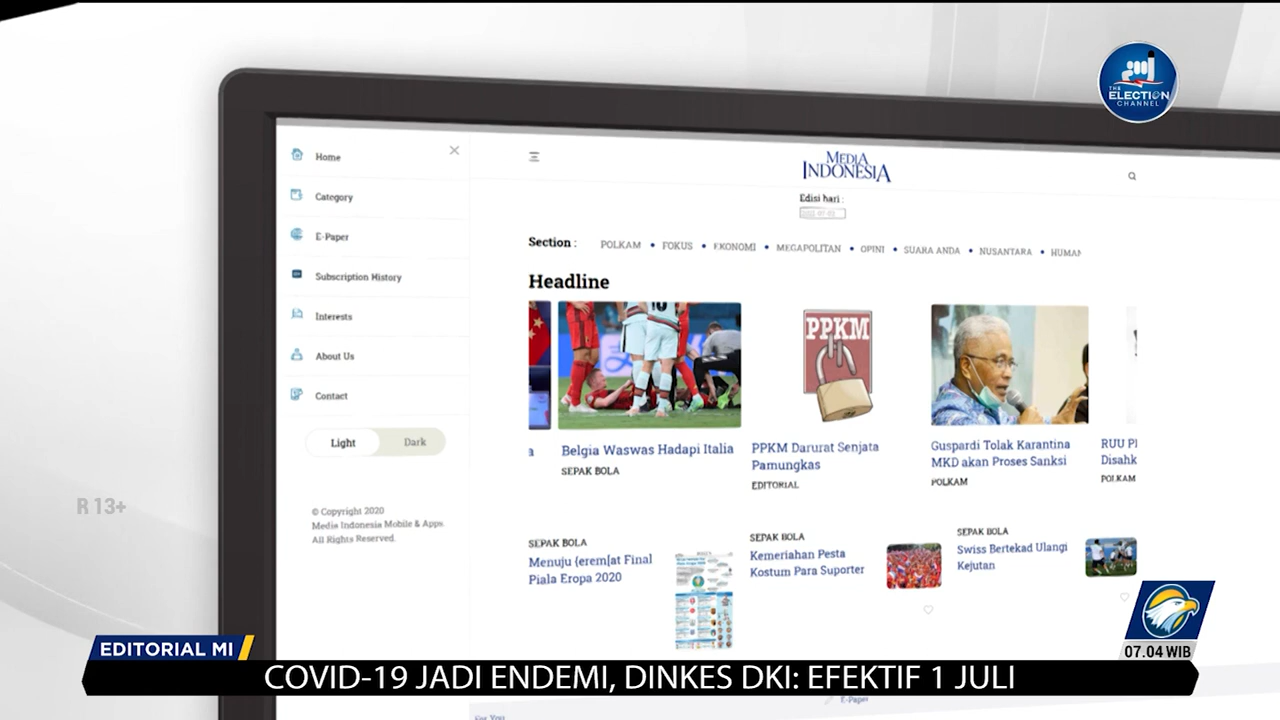 THE
ELECTION
CHANNEL
Home
Category
E-Paper
Subscription History
Interests
About Us
Contact
Light
Dark
© Copyright 2020
Media Indonesia Mobile & Apps.
All Rights Reserved.
MEDIA
INDONESIA
Edisi hari :
Section :
POLKAM • FOKUS • EKONOMI • MEGAPOLITAN • OPINI • SUARA ANDA • NUSANTARA • HUMAN
Headline
PPKM
a
Belgia Waswas Hadapi Italia
SEPAK BOLA
PPKM Darurat Senjata
Pamungkas
EDITORIAL
Guspardi Tolak Karantina
MKD akan Proses Sanksi
POLKAM
RUU
Disahk
POLKAM
SEPAK BOLA
Menuju {erem[at Final
Piala Eropa 2020
SEPAK BOLA
Kemeriahan Pesta
Kostum Para Suporter
SEPAK BOLA
Swiss Bertekad Ulangi
Kejutan
R 13+
EDITORIAL MI
07.04 WIB
COVID-19 JADI ENDEMI, DINKES DKI: EFEKTIF 1 JULI
E-Paper
For You